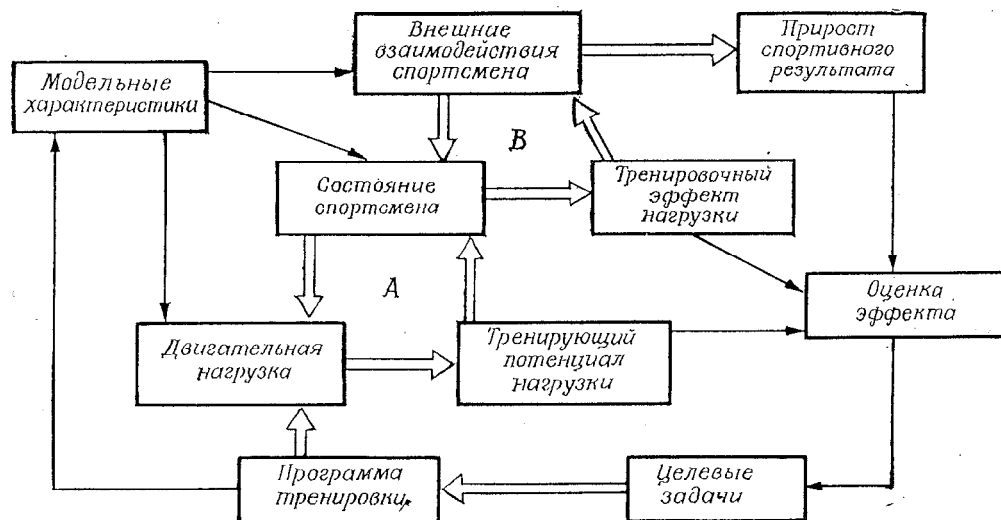 Внешние
взаимодействия
спортсмена
Прирост
спортивного
результата
Модельные
характеристики
В
Состояние
спортсмена
Тренировочный
эффект
нагрузки
А
Оценка
эффекта
Двигательная
нагрузка
Тренирующий
потенциал
нагрузки
Программа
тренировки
Целевые
задачи